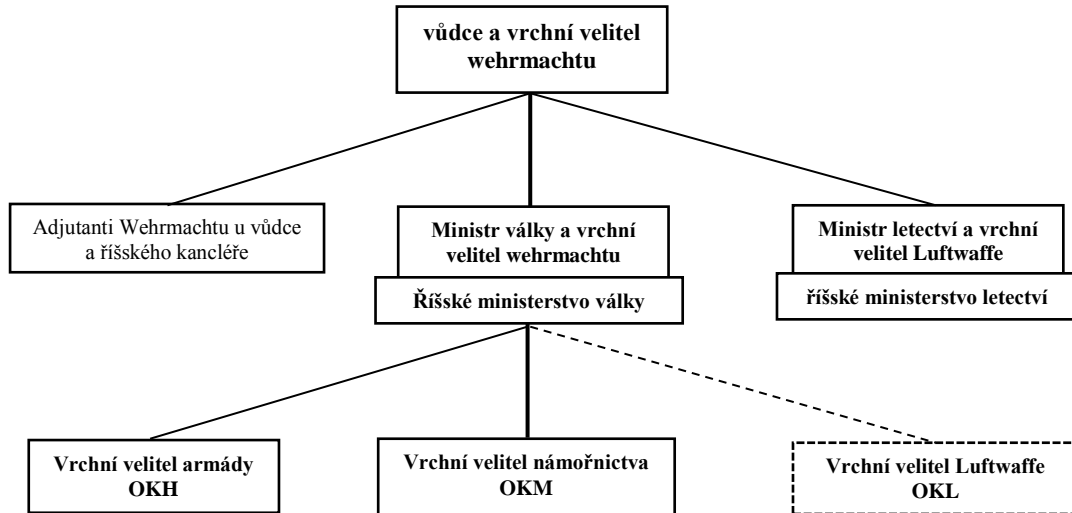 vůdce a vrchní velitel
wehrmachtu
Adjutanti Wehrmachtu u vůdce
a říšského kancléře
Ministr války a vrchní
velitel wehrmachtu
Říšské ministerstvo války
Ministr letectví a vrchní
velitel Luftwaffe
říšské ministerstvo letectví
Vrchní velitel armády
OKH
Vrchní velitel námořnictva
OKM
Vrchní velitel Luftwaffe
OKL